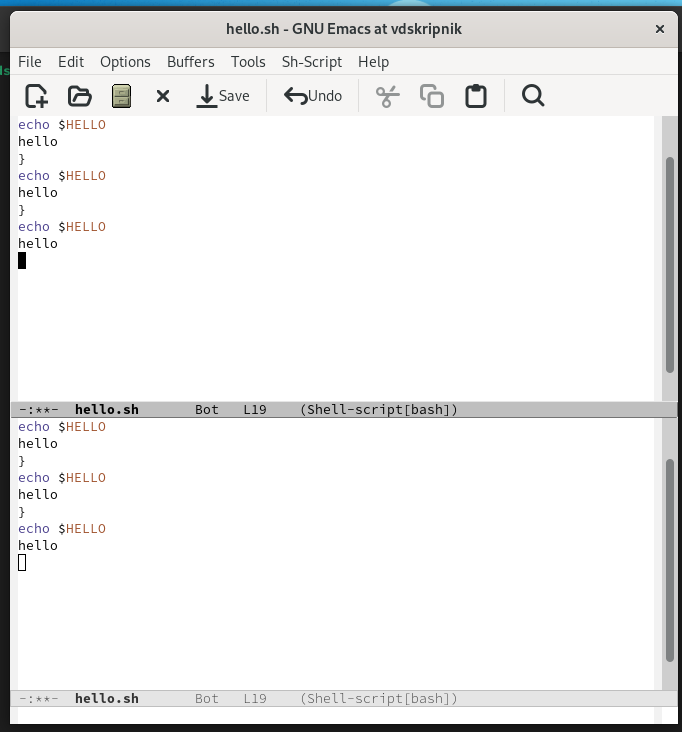 hello.sh - GNU Emacs at vdskripnik
File Edit Options Buffers Tools Sh-Script Help
Save Undo
echo $HELLO
hello
}
echo $HELLO
hello
}
echo $HELLO
hello
-:**- hello.sh Bot L19 (Shell-script[bash])
echo $HELLO
hello
}
echo $HELLO
hello
}
echo $HELLO
hello
-:**- hello.sh Bot L19 (Shell-script[bash])